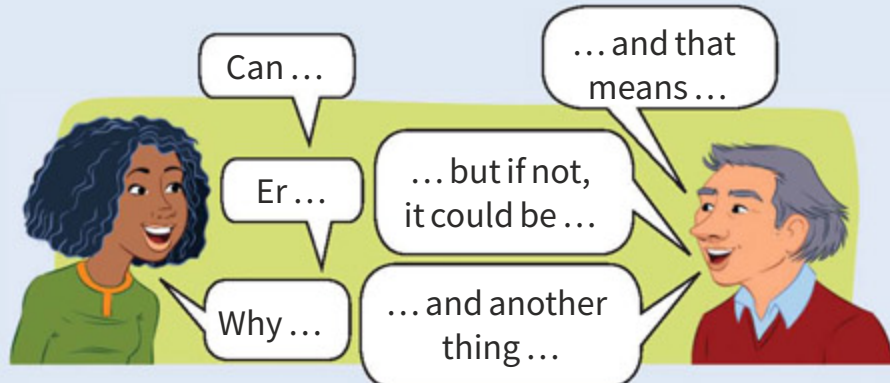 Can …
… and that
means …
Er …
… but if not,
it could be …
Why …
… and another
thing …